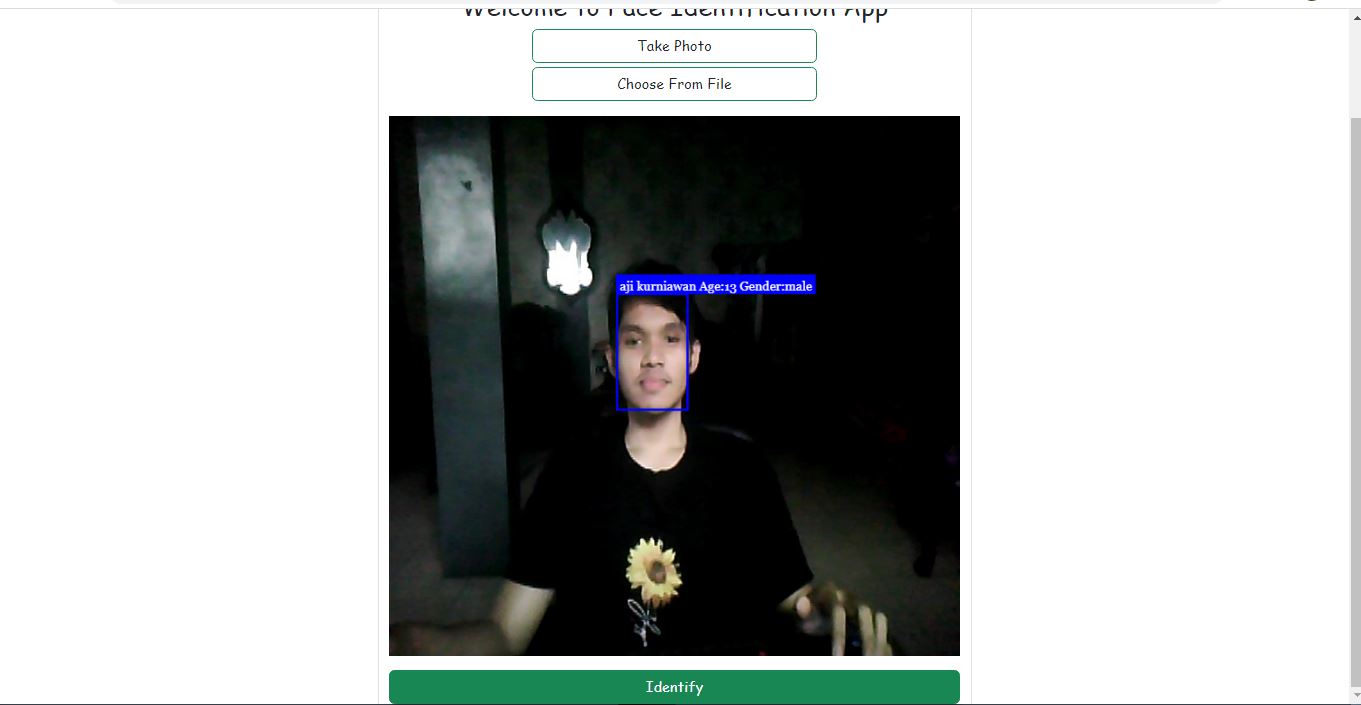 Welcome To Face Identification App
Take Photo
Choose From File
aji kurniawan Age:13 Gender:male
Identify